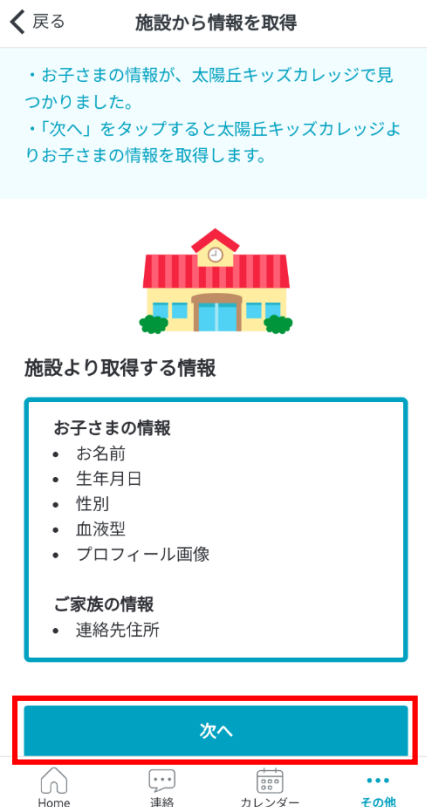 戻る
施設から情報を取得
・お子さまの情報が、太陽丘キッズカレッジで見
つかりました。
・「次へ」をタップすると太陽丘キッズカレッジよ
りお子さまの情報を取得します。
施設より取得する情報
お子さまの情報
• お名前
• 生年月日
• 性別
• 血液型
• プロフィール画像
ご家族の情報
• 連絡先住所
次へ
Home
連絡
カレンダー
その他